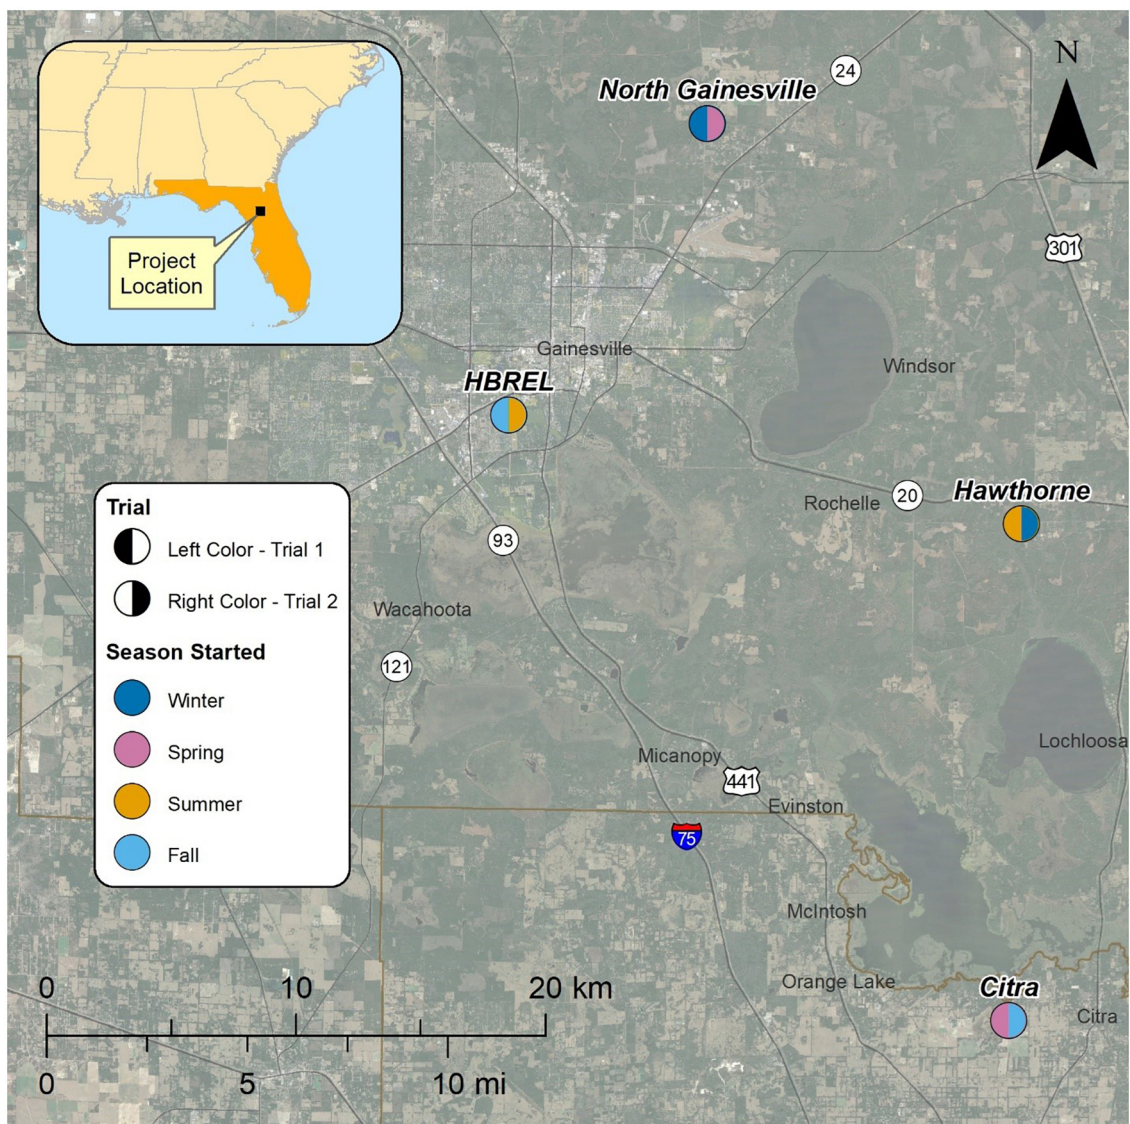 N
24
North Gainesville
301
Project
Location
Gainesville
Windsor
HBREL
Hawthorne
Rochelle
20
93
Trial
Left Color - Trial 1
Right Color - Trial 2
Season Started
Winter
Spring
Summer
Fall
Wacahoota
121
Lochloosa
Micanopy
441
Evinston
75
McIntosh
Orange Lake
Citra
Citra
0 10 20 km
0 5 10 mi